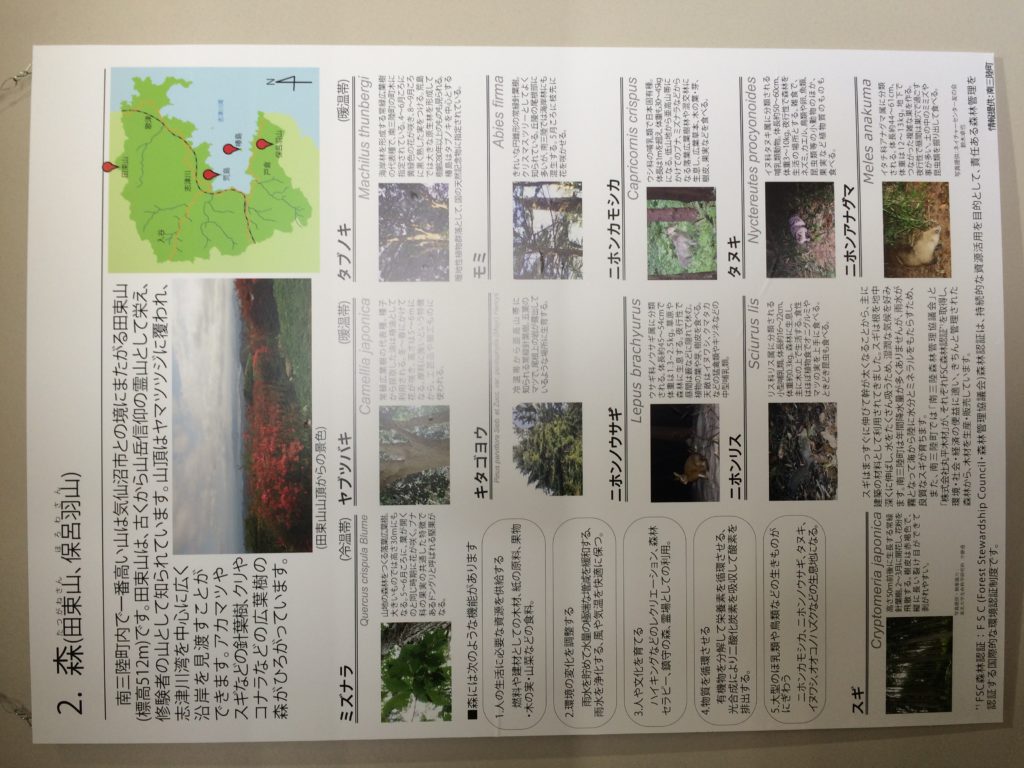 2. 森(田束山、保呂羽山)
たつがねさん ほろわさん
南三陸町内で一番高い山は気仙沼市との境にまたがる田束山
(標高512m)です。田束山は、古くから山岳信仰の霊山として栄え、
修験者の山として知られています。山頂はヤマツツジに覆われ、
志津川湾を中心に広く
沿岸を見渡すことが
できます。アカマツや
スギなどの針葉樹、クリや
コナラなどの広葉樹の
森がひろがっています。
(田束山山頂からの景色)
田束山
歌津
入谷
志津川
荒島
志津川湾
椿島
戸倉
保呂羽山
N
ミズナラ (冷温帯)
Quercus crispula Blume
山地の森林をつくる落葉広葉樹。
大きいものでは高さ30mにも
なる。5〜6月ころに、葉が開く
のと同じ時期に花が咲く。ブナ
科の果実の共通した特徴で
あるドングリと呼ばれる堅果が
なる。
ヤブツバキ (暖温帯)
Camellia japonica
常緑広葉樹の代表種。種子
から採取した油は椿油として
利用される。冬〜春にかけて
花が咲き、高さは5〜6mに
なる。摩耗に強いという特徴
から、工芸品や細工ものに
使われる。
タブノキ (暖温帯)
Machilus thunbergi
海岸林を形成する常緑広葉樹
の代表種で、南三陸町の町木に
指定されている。4〜6月ころに
黄緑色の花が咲き、8〜9月ころ
に黒く熟した実をつける。荒島
では大きな原生林を形成して
樹齢280年以上のものも見られる。
椿島はタブノキを中心とする
暖地性植物群落として、国の天然記念物に指定されている。
■森には次のような機能があります
1.人の生活に必要な資源を供給する
燃料や建材としての木材、紙の原料、果物
・木の実・山菜などの食料。
2.環境の変化を調整する
雨水を貯めて水量の極端な増減を緩和する、
雨水を浄化する、風や気温を快適に保つ。
3.人や文化を育てる
ハイキングなどのレクリエーション、森林
セラピー、鎮守の森、霊場としての利用。
4.物質を循環させる
有機物を分解して栄養素を循環させる、
光合成により二酸化炭素を吸収して酸素を
排出する。
5.大型のほ乳類や鳥類などの生きものが
にぎわう
ニホンカモシカ、ニホンノウサギ、タヌキ、
イヌワシ、オオコノハズクなどの生息地になる。
キタゴヨウ
Pinus parviflora Sieb. et Zucc. var. pentaphylla (Mayr) Henry
冷温帯から亜高山帯に
知られる常緑針葉樹。五葉の
マツで、尾根上の岩が露出して
いるような場所に生育する。
モミ
Abies firma
きれいな円錐形の常緑針葉樹。
クリスマスツリーとしてよく
知られている。丘陵の尾根部に
多いが、南三陸では海岸林にも
混生する。5月ころに枝先に
花を咲かせる。
ニホンノウサギ
Lepus brachyurus
ウサギ科ノウサギ属に分類
される。体長約45〜54cmで
体重は1.3〜2.5kg。草原や
森林に生息する。夜行性で
昼間は藪などに隠れて休む。
植物の葉や芽、樹皮を食べる。
天敵はイヌワシ、クマタカ
などの猛禽類やキツネなどの
中型哺乳類。
ニホンカモシカ
Capricornis crispus
ウシ科の哺乳類で日本固有種。
体長は1mを超え、体重も30〜45kg
になる。低山地から亜高山帯に
かけてのブナ、ミズナラなどから
なる落葉広葉樹林や混交林に
生息し、広葉草本、木の葉・芽、
樹皮、果実などを食べる。
ニホンリス
Sciurus lis
リス科リス属に分類される
小型哺乳類。体長約16〜22cm、
体重約0.3kg。森林に生息し、
主に木の上で生活する。食性
はほぼ植物食でオニグルミや
マツの実を上手に食べる。
ときどき昆虫も食べる。
タヌキ
Nyctereutes procyonoides
イヌ科タヌキ属に分類される
哺乳類動物。体長約50〜60cm、
体重3〜10kg。夜行性で森林を
生活の場所とする。雑食で、
ネズミ、カエル、鳥類や卵、魚類、
昆虫類等の小動物のほか、
果実など植物質のものも
食べる。
スギ
Cryptomeria japonica
高さ50m前後に生長する常緑
針葉樹。2〜3月に開花し、花粉を
飛散する。樹皮は赤褐色で、
縦に長い裂け目ができて
剥がれやすい。
スギはまっすぐに伸びて幹が太くなることから、主に
建築の材料として利用されてきました。スギは根を地中
深くに伸ばし、水をたくさん吸うため、湿潤な気候を好みま
す。南三陸町は年間降水量が多くありませんが、雨水が
霧となって海から陸に水分とミネラルをもたらすため、
良質なスギが育ちます。
また、南三陸町では「南三陸森林管理協議会」と
「株式会社丸平木材」が、それぞれFSC森林認証*1を取得し、
環境・社会・経済の便益に適い、きちんと管理された
森林から、木材を生産・販売しています。
ニホンアナグマ
Meles anakuma
イタチ科アナグマ属に分類
される。体長約44〜61cm、
体重は12〜13kg。地下で
つながった複雑な巣を作る。
夜行性で昼間は巣穴で過ごす
事が多い。土の中のミミズや
昆虫類を掘り出して食べる。
写真提供:ネイチャーセンター友の会
鈴木卓也
*1 FSC森林認証:FSC(Forest Stewardship Council・森林管理協議会)森林認証は、持続的な資源活用を目的として、責任ある森林管理を
認証する国際的な環境認証制度です。
情報提供:南三陸町